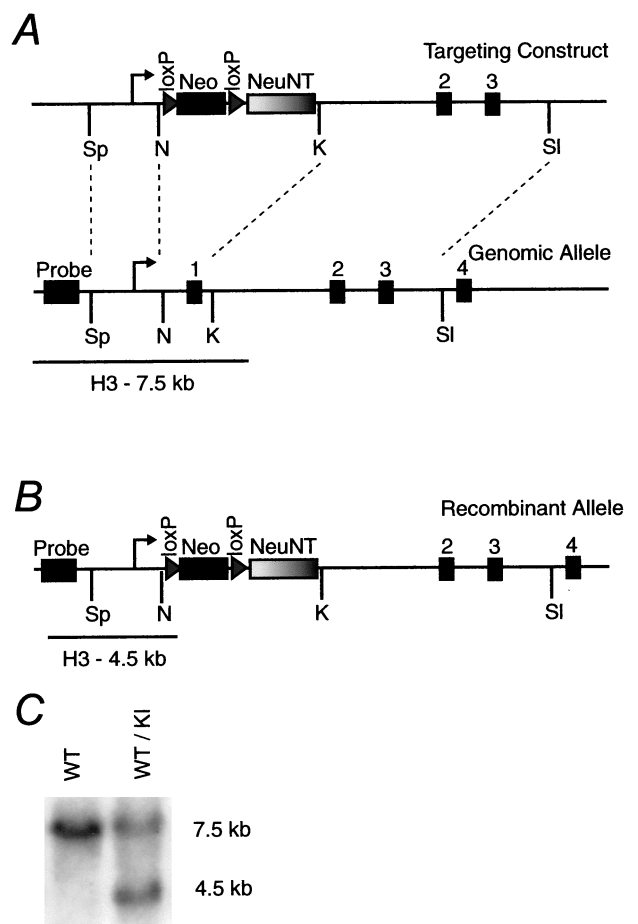 A
Targeting Construct
loxP Neo loxP NeuNT 2 3
Sp N K Sl
Genomic Allele
Probe 1 2 3 4
Sp N K Sl
H3 - 7.5 kb
B
Recombinant Allele
Probe loxP Neo loxP NeuNT 2 3 4
Sp N K Sl
H3 - 4.5 kb
C
WT WT / KI
7.5 kb
4.5 kb